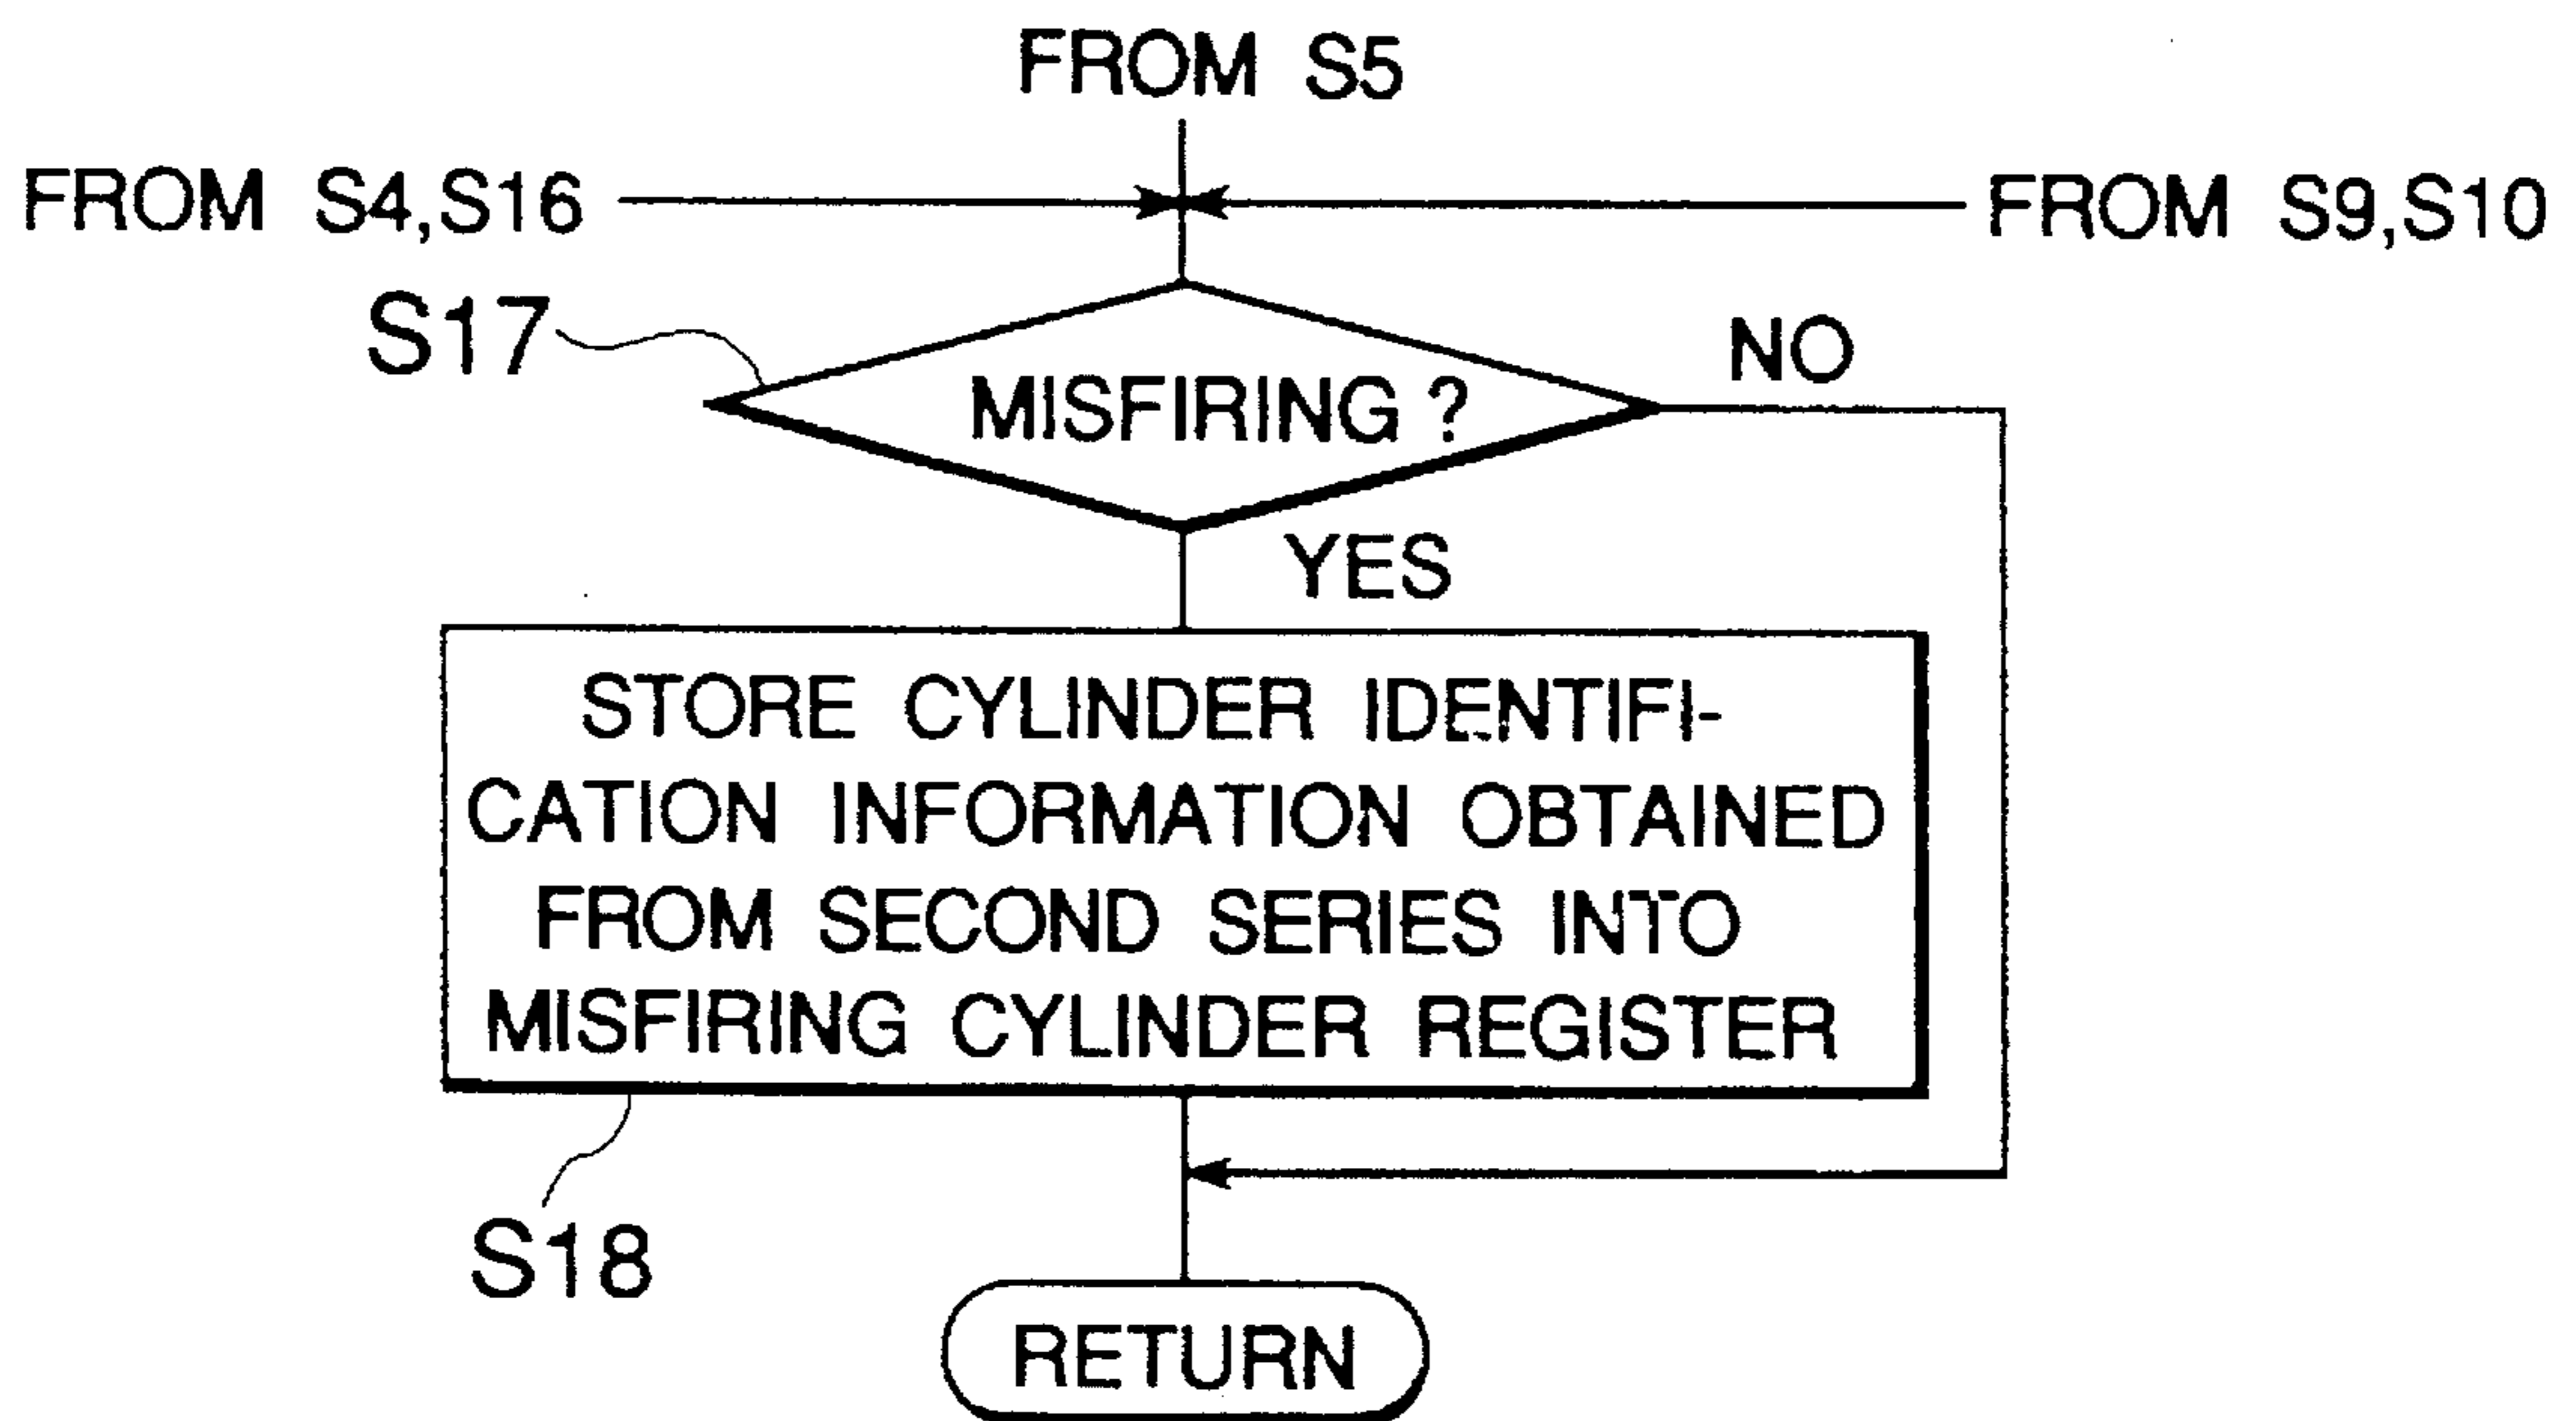 FROM S5
FROM S4,S16
FROM S9,S10
S17
NO
MISFIRING ?
YES
STORE CYLINDER IDENTIFI-
CATION INFORMATION OBTAINED
FROM SECOND SERIES INTO
MISFIRING CYLINDER REGISTER
S18
RETURN